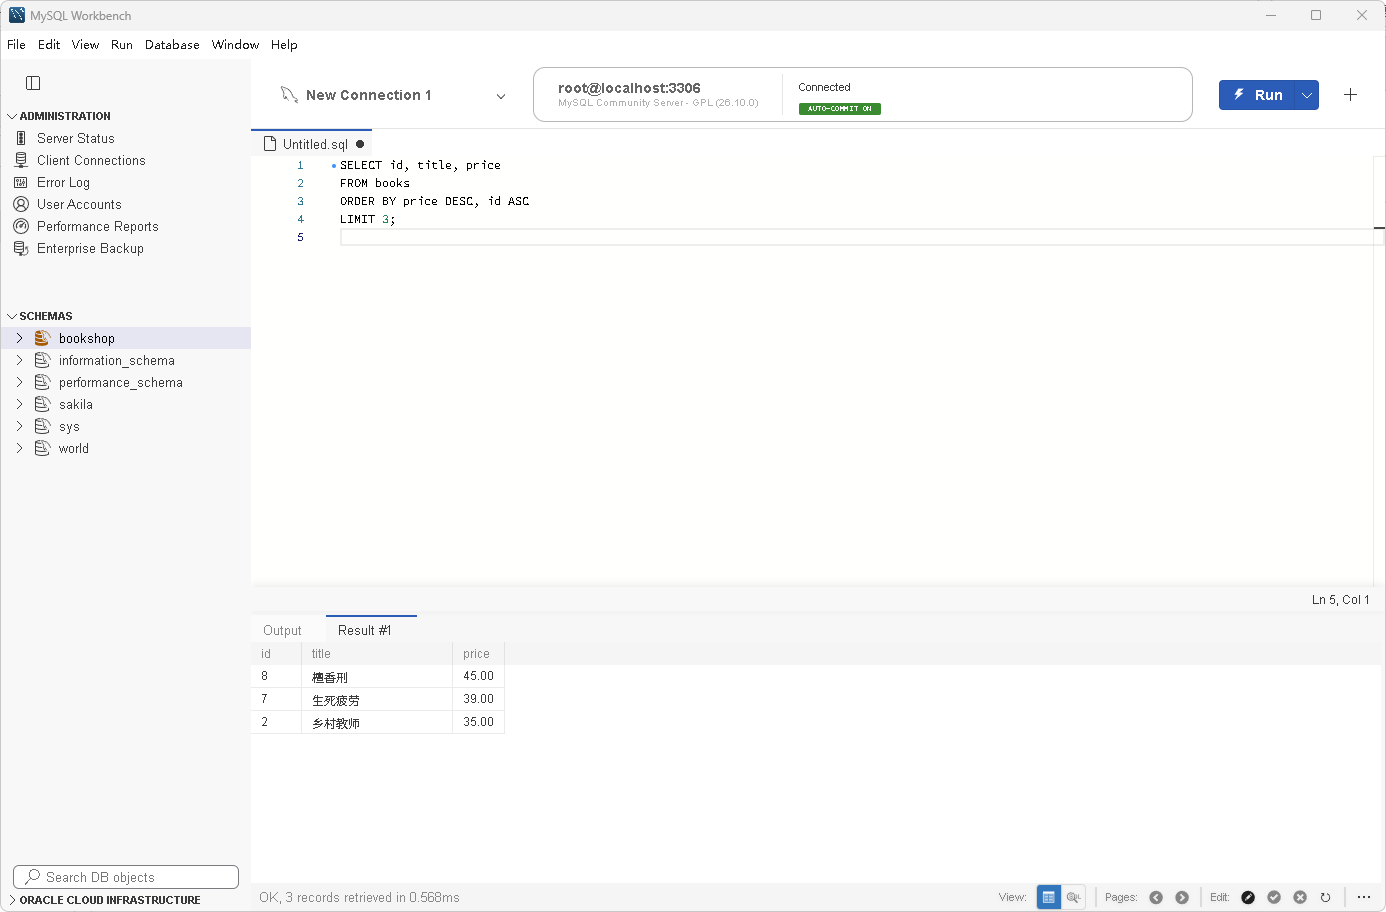 MySQL Workbench
File Edit View Run Database Window Help
New Connection 1
root@localhost:3306
MySQL Community Server - GPL (26.10.0)
Connected
AUTO-COMMIT ON
Run
ADMINISTRATION
Server Status
Client Connections
Error Log
User Accounts
Performance Reports
Enterprise Backup
SCHEMAS
bookshop
information_schema
performance_schema
sakila
sys
world
Search DB objects
ORACLE CLOUD INFRASTRUCTURE
Untitled.sql
1 SELECT id, title, price
2 FROM books
3 ORDER BY price DESC, id ASC
4 LIMIT 3;
5
Ln 5, Col 1
Output Result #1
id title price
8 檀香刑 45.00
7 生死疲劳 39.00
2 乡村教师 35.00
OK, 3 records retrieved in 0.568ms
View: Pages: Edit: